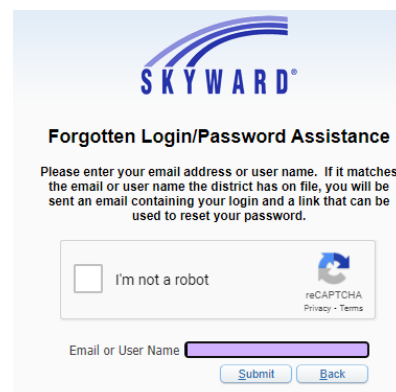 SKYWARD®
Forgotten Login/Password Assistance
Please enter your email address or user name. If it matches
the email or user name the district has on file, you will be
sent an email containing your login and a link that can be
used to reset your password.
I'm not a robot
reCAPTCHA
Privacy - Terms
Email or User Name
Submit Back